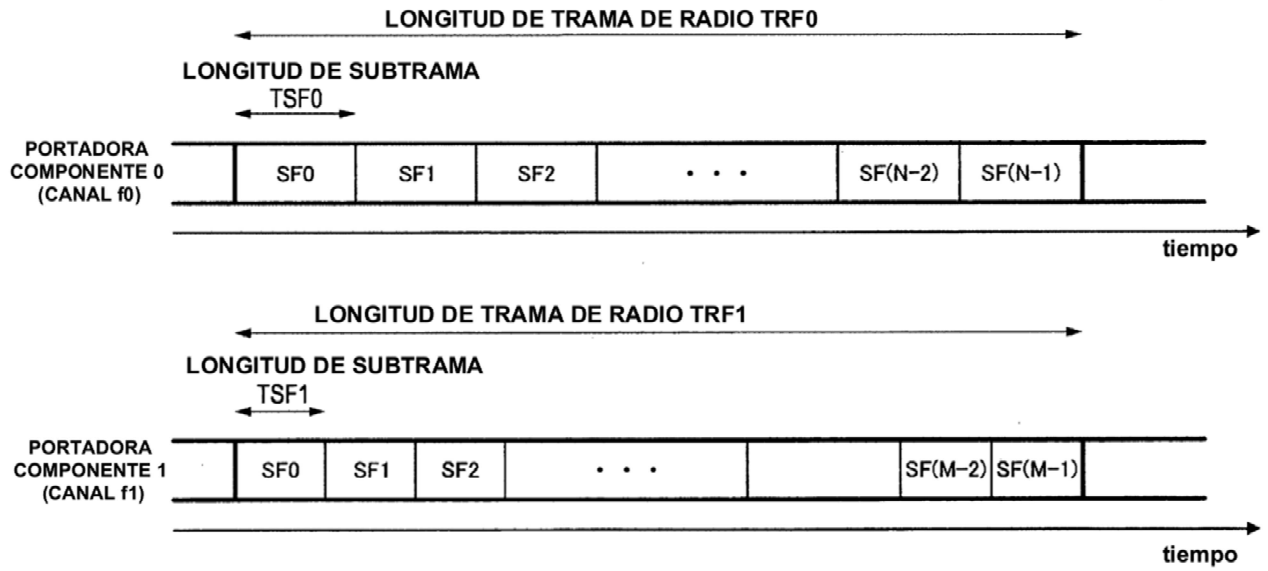 LONGITUD DE TRAMA DE RADIO TRF0
LONGITUD DE SUBTRAMA
TSF0
PORTADORA
COMPONENTE 0
(CANAL f0)
SF0 SF1 SF2 · · · SF(N-2) SF(N-1)
tiempo
LONGITUD DE TRAMA DE RADIO TRF1
LONGITUD DE SUBTRAMA
TSF1
PORTADORA
COMPONENTE 1
(CANAL f1)
SF0 SF1 SF2 · · · SF(M-2) SF(M-1)
tiempo